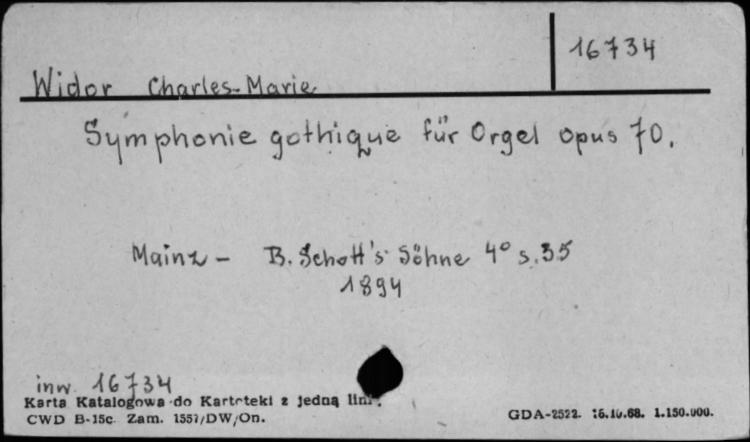 16734
Widor Charles-Marie
Symphonie gothique für Orgel opus 70.
Mainz - B. Schott's Söhne 4° s. 35
1894
inw. 16734
Karta Katalogowa do Kartoteki z jedną lin
CWD B-15c. Zam. 1557/DW/On.
GDA-2522. 16.10.68. 1.150.000.